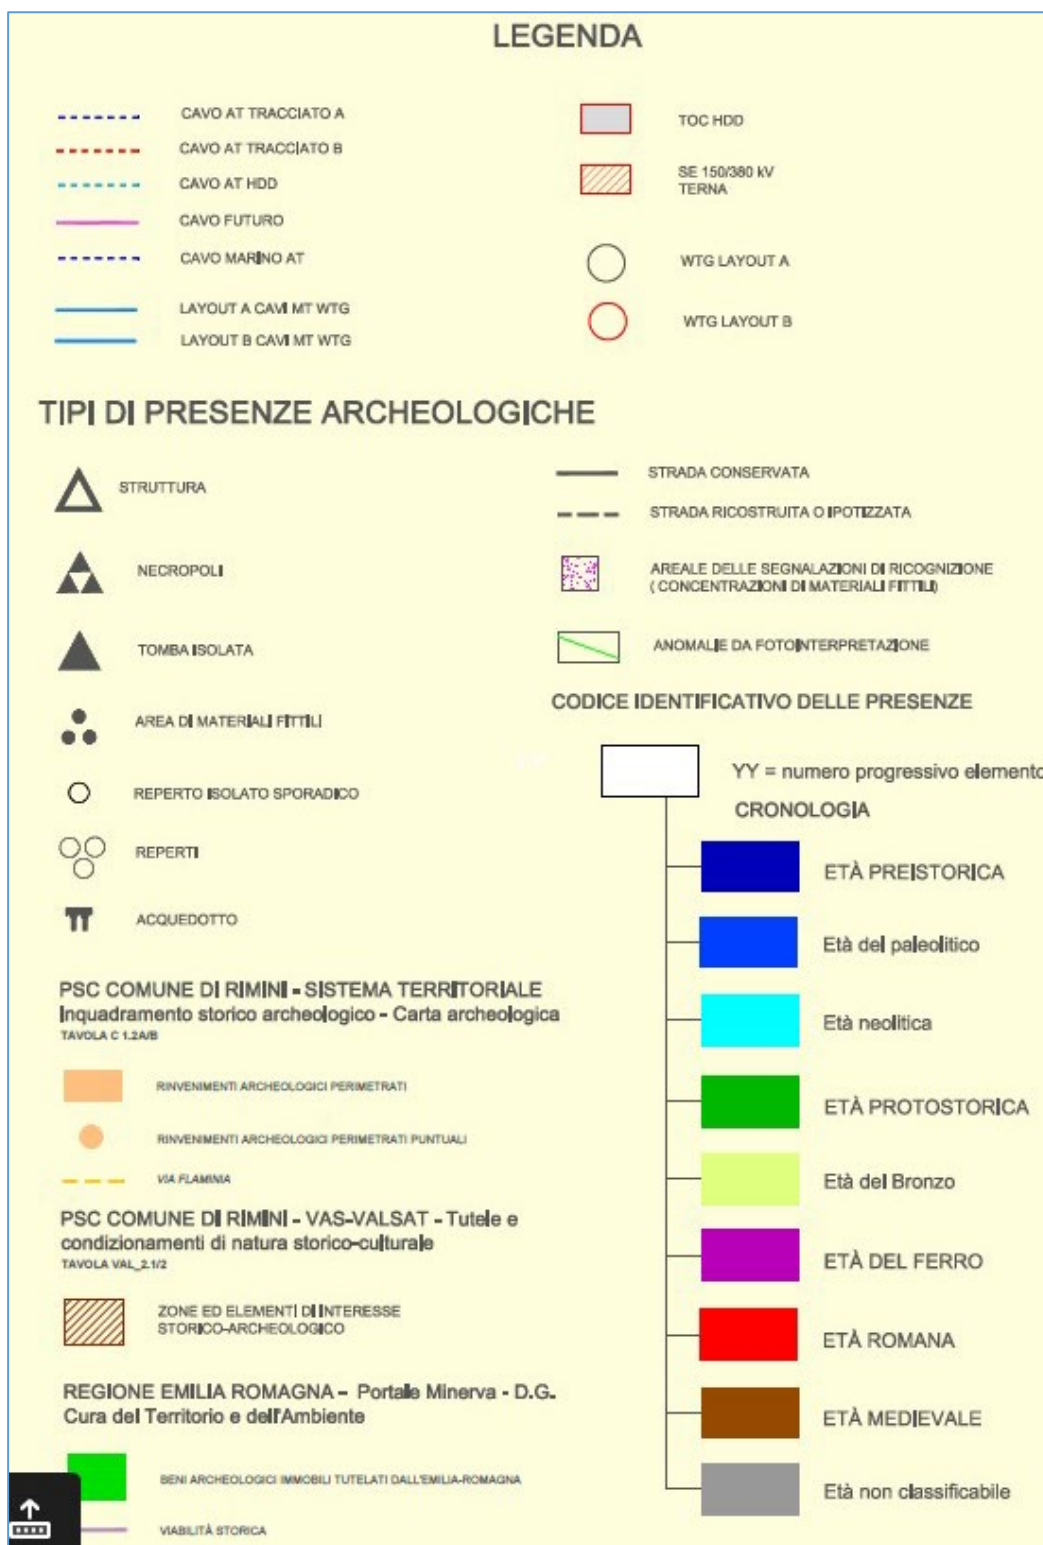 LEGENDA
CAVO AT TRACCIATO A
CAVO AT TRACCIATO B
CAVO AT HDD
CAVO FUTURO
CAVO MARINO AT
LAYOUT A CAVI MT WTG
LAYOUT B CAVI MT WTG
TOC HDD
SE 150/380 kV
TERNA
WTG LAYOUT A
WTG LAYOUT B
TIPI DI PRESENZE ARCHEOLOGICHE
STRUTTURA
NECROPOLI
TOMBA ISOLATA
AREA DI MATERIALI FITTILI
REPERTO ISOLATO SPORADICO
REPERTI
ACQUEDOTTO
STRADA CONSERVATA
STRADA RICOSTRUITA O IPOTIZZATA
AREALE DELLE SEGNALAZIONI DI RICOGNIZIONE
( CONCENTRAZIONI DI MATERIALI FITTILI)
ANOMALIE DA FOTOINTERPRETAZIONE
CODICE IDENTIFICATIVO DELLE PRESENZE
YY = numero progressivo elemento
CRONOLOGIA
ETÀ PREISTORICA
Età del paleolitico
Età neolitica
ETÀ PROTOSTORICA
Età del Bronzo
ETÀ DEL FERRO
ETÀ ROMANA
ETÀ MEDIEVALE
Età non classificabile
PSC COMUNE DI RIMINI - SISTEMA TERRITORIALE
Inquadramento storico archeologico - Carta archeologica
TAVOLA C 1.2A/B
RINVENIMENTI ARCHEOLOGICI PERIMETRATI
RINVENIMENTI ARCHEOLOGICI PERIMETRATI PUNTUALI
VIA FLAMINIA
PSC COMUNE DI RIMINI - VAS-VALSAT - Tutele e
condizionamenti di natura storico-culturale
TAVOLA VAL_2.1/2
ZONE ED ELEMENTI DI INTERESSE
STORICO-ARCHEOLOGICO
REGIONE EMILIA ROMAGNA - Portale Minerva - D.G.
Cura del Territorio e dell'Ambiente
BENI ARCHEOLOGICI IMMOBILI TUTELATI DALL'EMILIA-ROMAGNA
VIABILITÀ STORICA